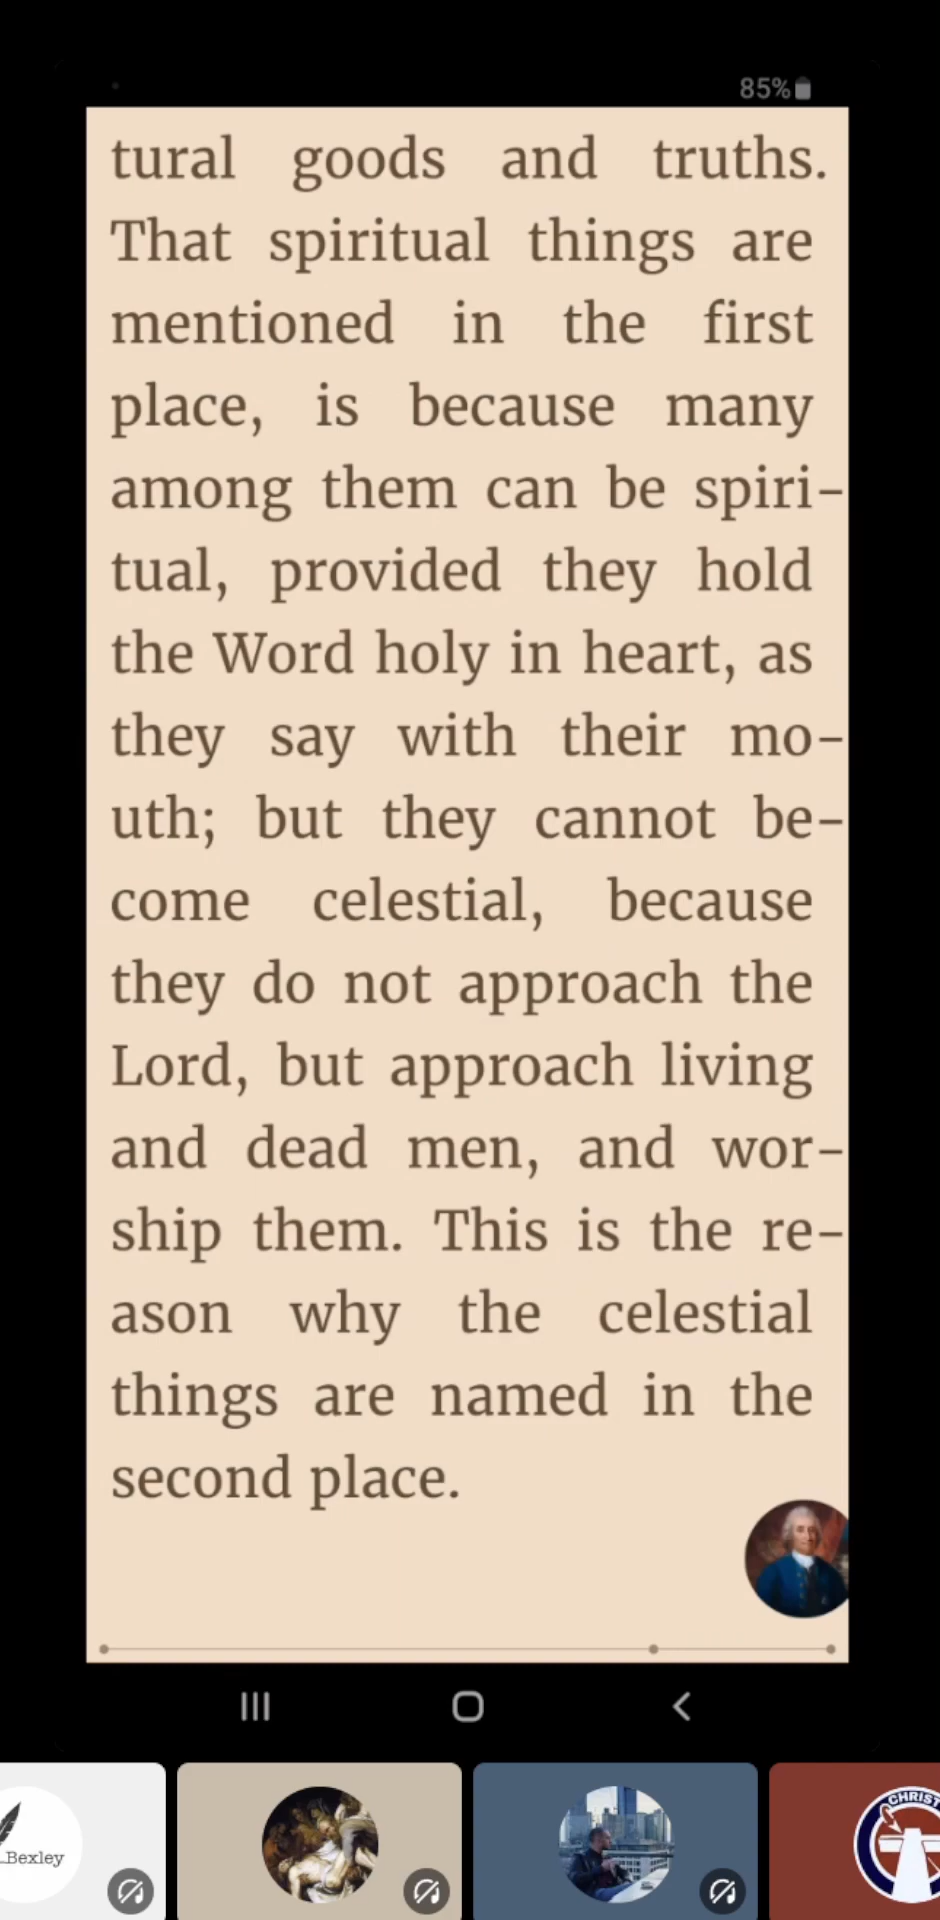 85%
tural goods and truths.
That spiritual things are
mentioned in the first
place, is because many
among them can be spiri-
tual, provided they hold
the Word holy in heart, as
they say with their mo-
uth; but they cannot be-
come celestial, because
they do not approach the
Lord, but approach living
and dead men, and wor-
ship them. This is the re-
ason why the celestial
things are named in the
second place.
Bexley
CHRIST